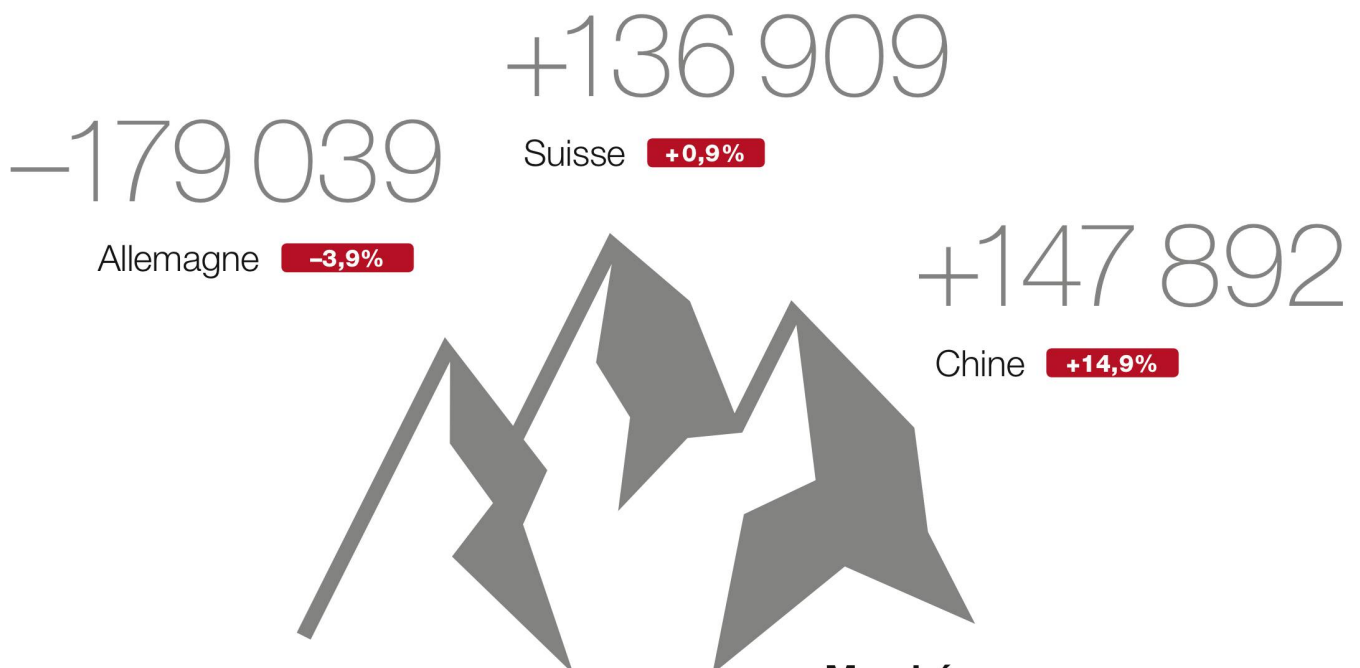 +136 909
Suisse +0,9%
–179 039
Allemagne –3,9%
+147 892
Chine +14,9%